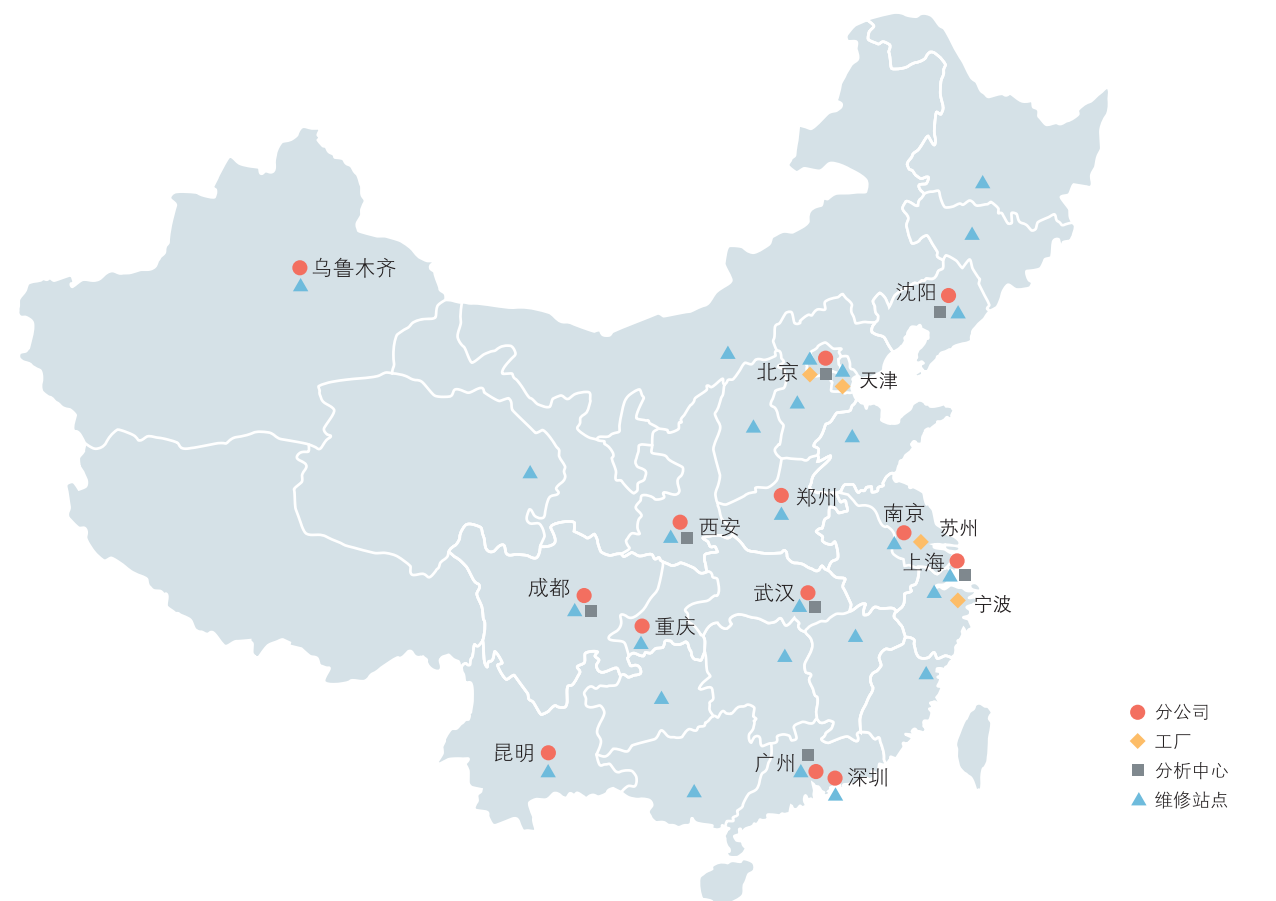 乌鲁木齐
沈阳
北京
天津
郑州
南京
苏州
西安
上海
成都
武汉
宁波
重庆
昆明
广州
深圳
分公司
工厂
分析中心
维修站点